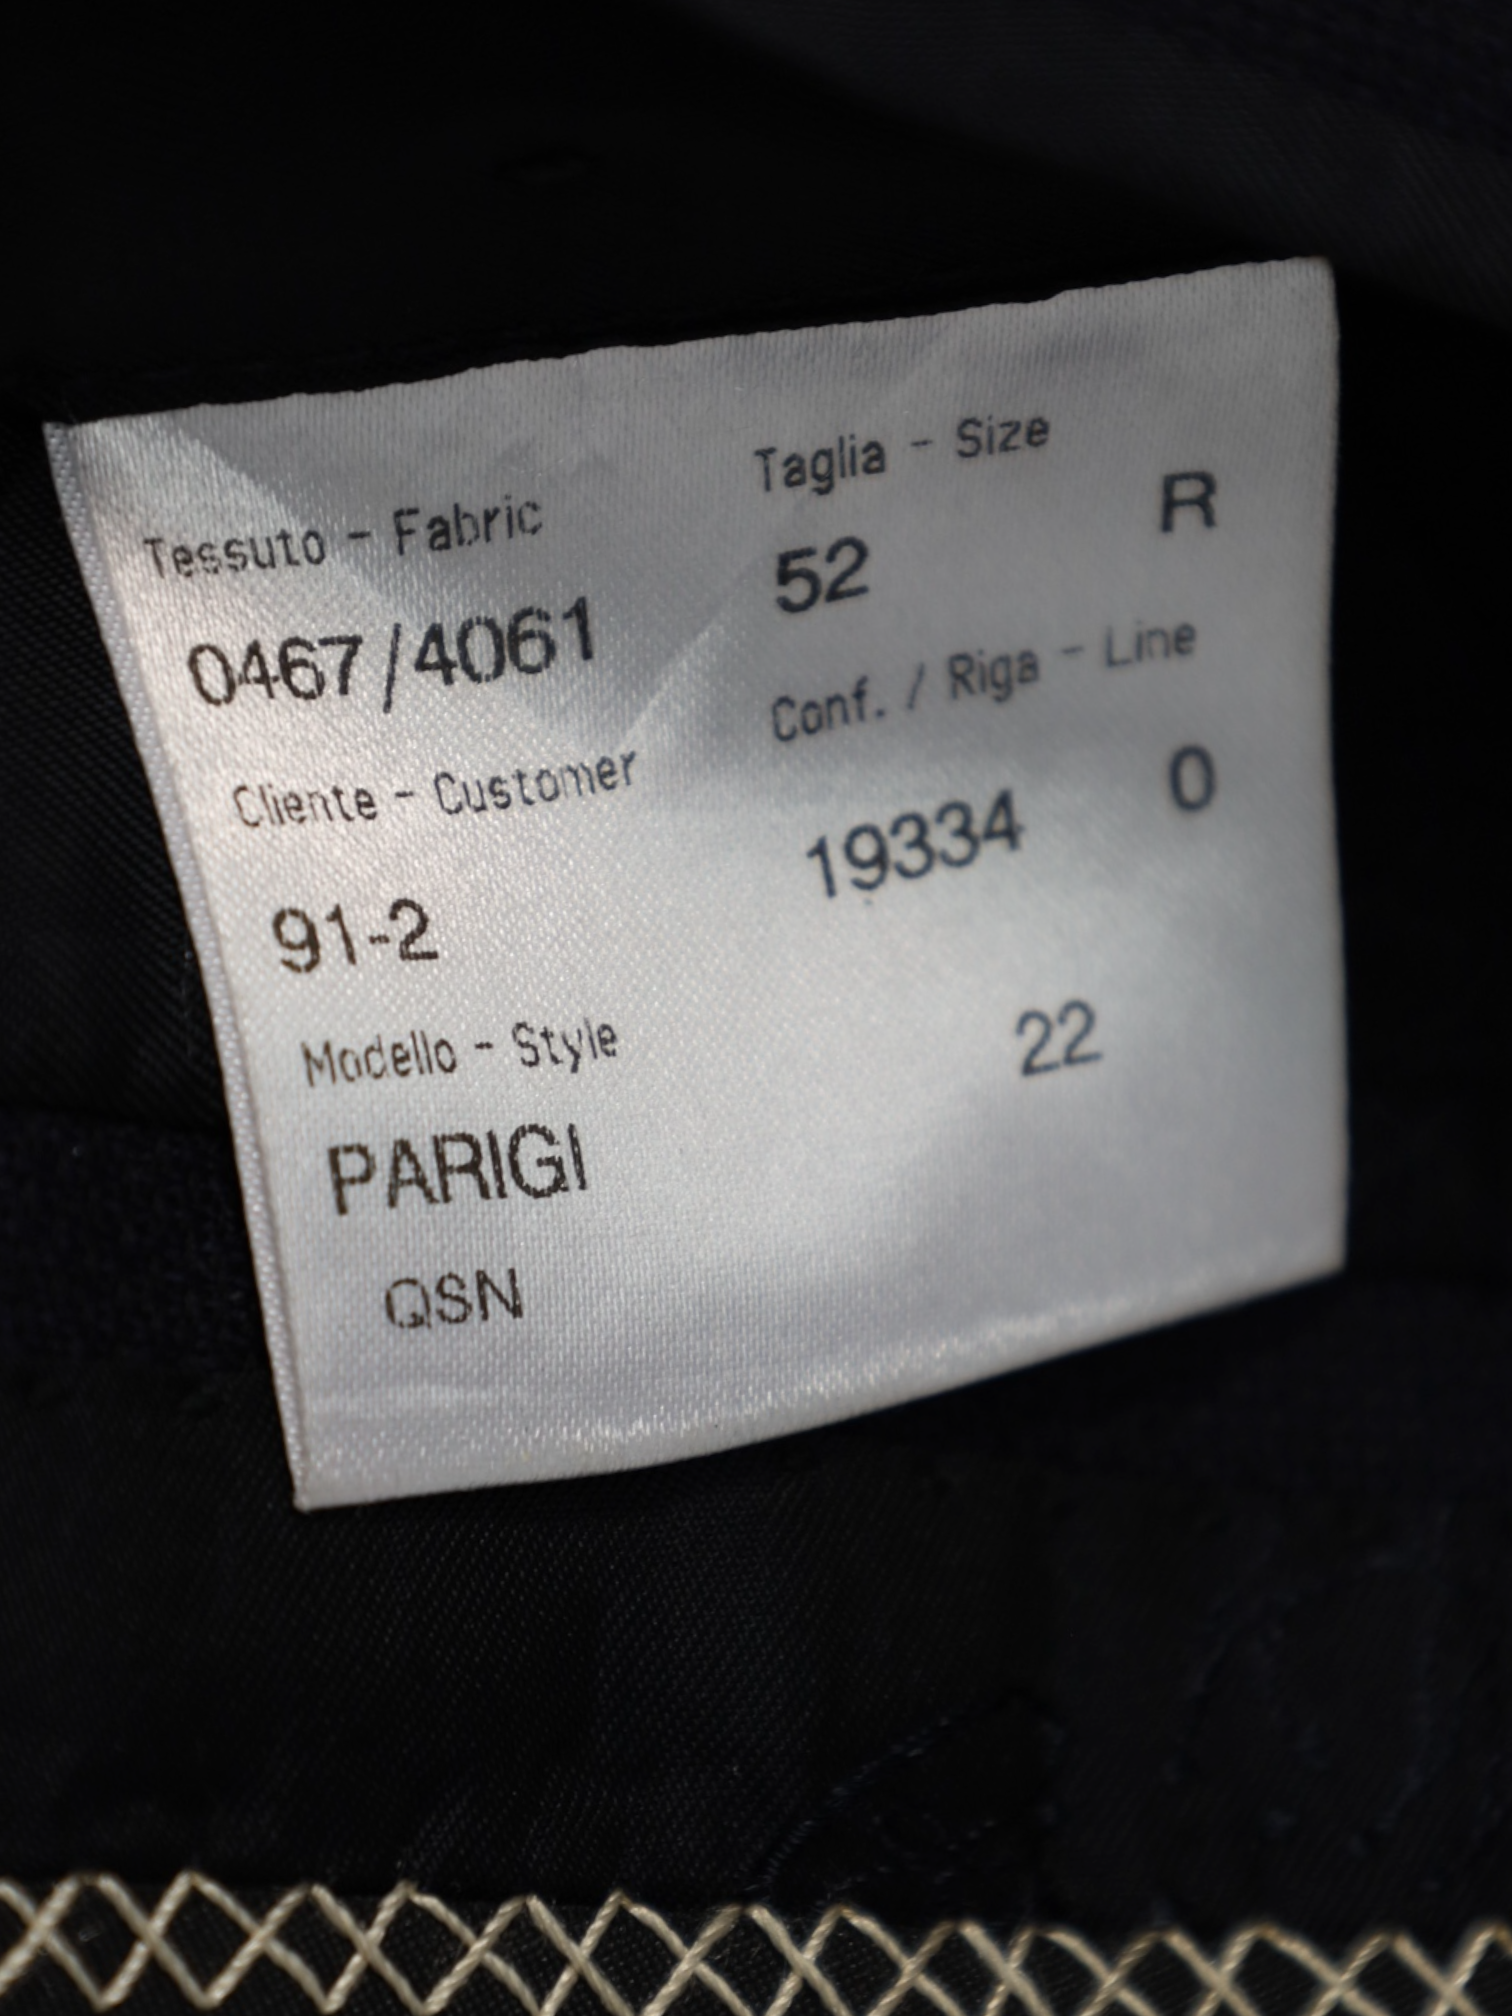 Tessuto - Fabric
0467/4061
Cliente - Customer
91-2
Modello - Style
PARIGI
QSN
Taglia - Size
52 R
Conf. / Riga - Line
19334 0
22